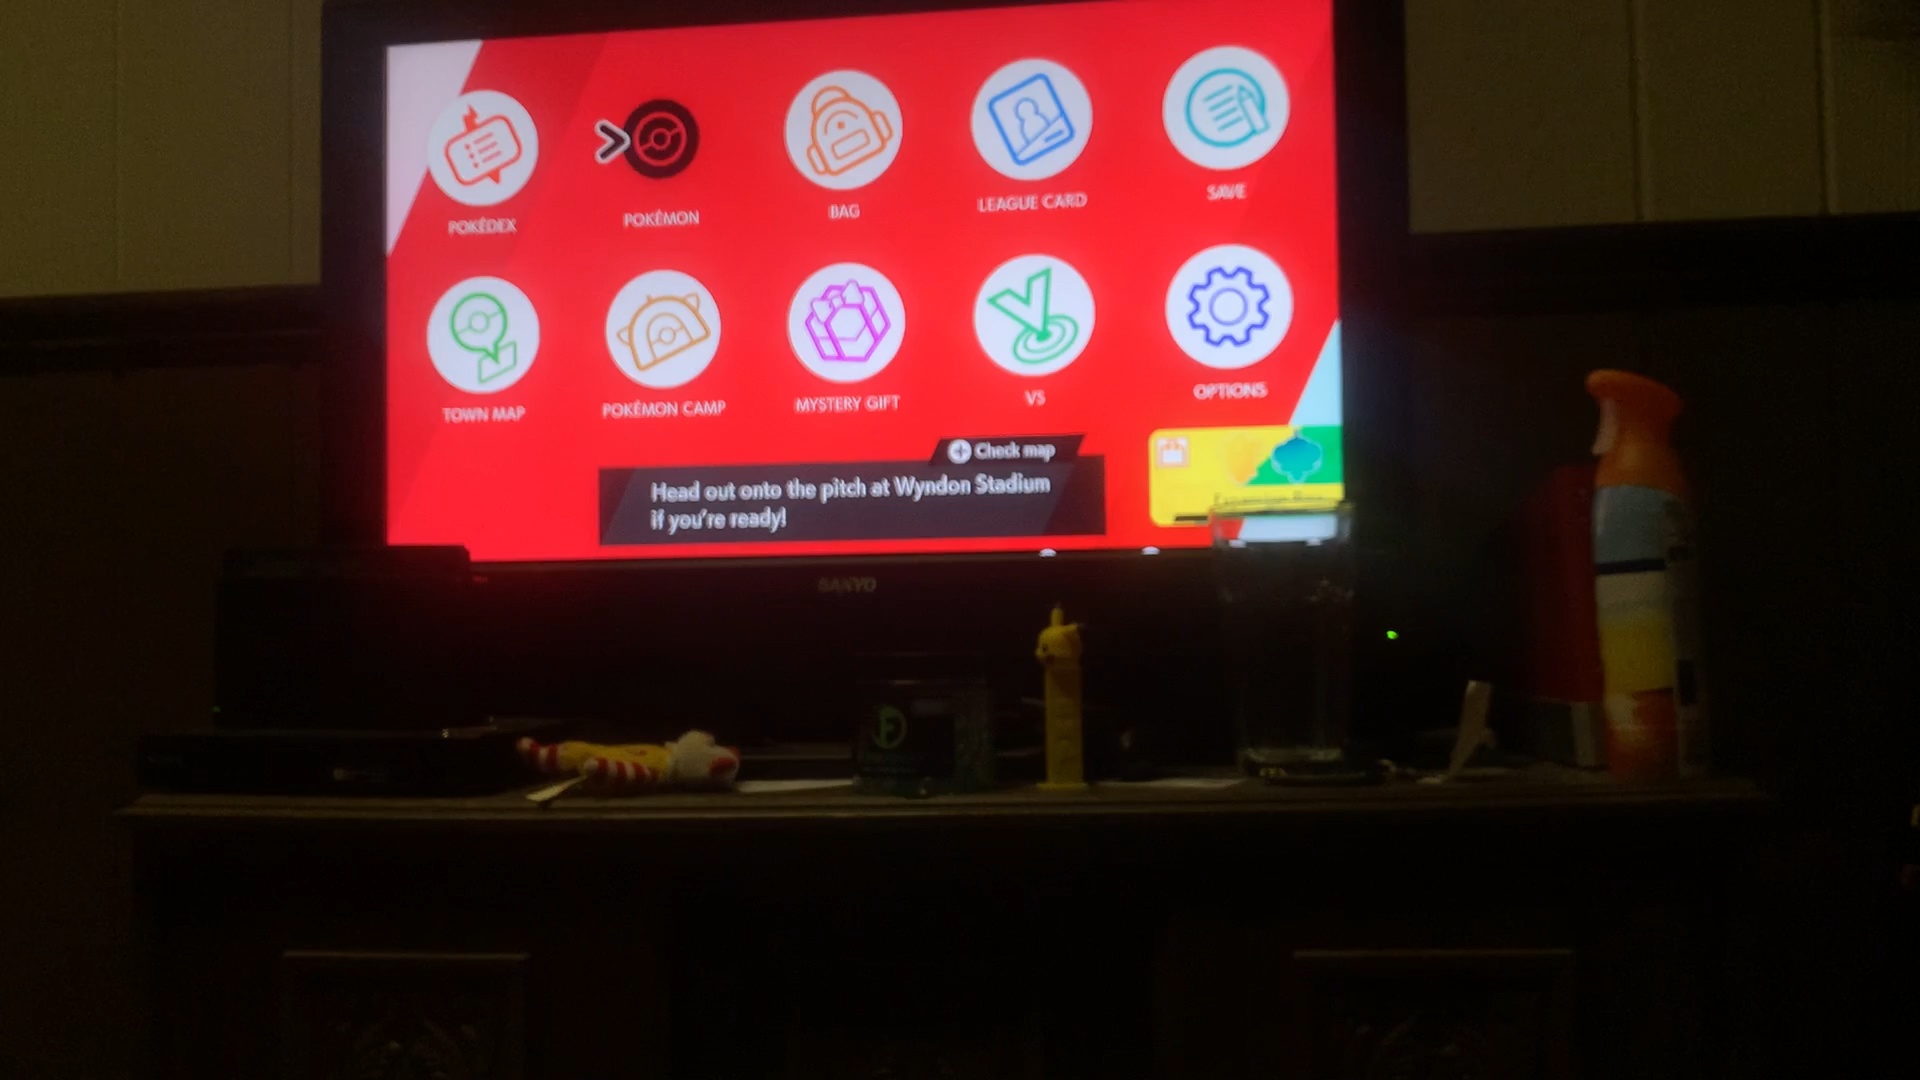 POKÉDEX
POKÉMON
BAG
LEAGUE CARD
SAVE
TOWN MAP
POKÉMON CAMP
MYSTERY GIFT
VS
OPTIONS
Check map
Head out onto the pitch at Wyndon Stadium
if you're ready!
SANYO